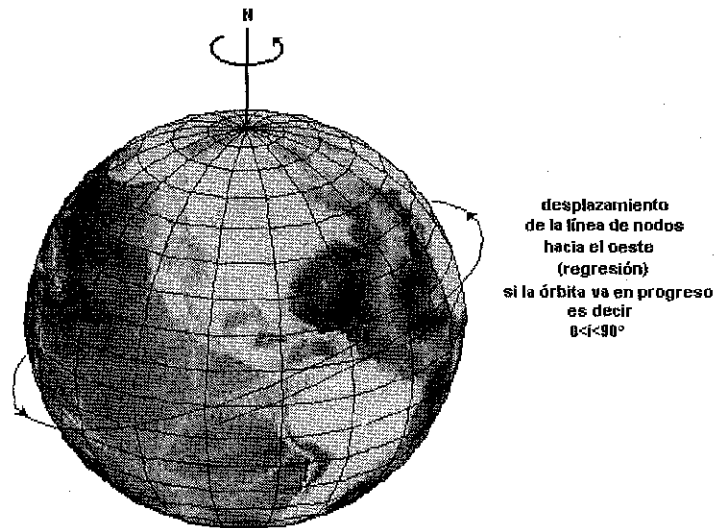 N
desplazamiento
de la línea de nodos
hacia el oeste
(regresión)
si la órbita va en progreso
es decir
0<i<90°